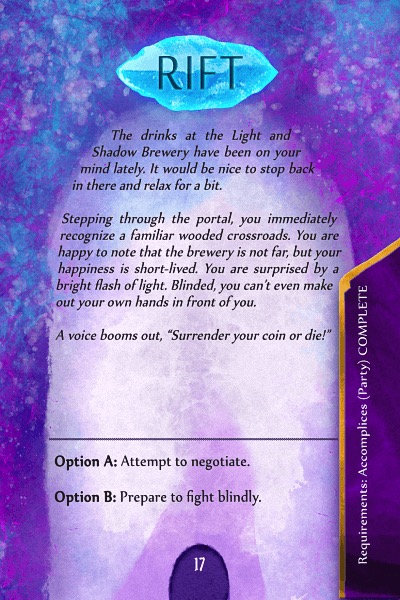 RIFT
The drinks at the Light and
Shadow Brewery have been on your
mind lately. It would be nice to stop back
in there and relax for a bit.
Stepping through the portal, you immediately
recognize a familiar wooded crossroads. You are
happy to note that the brewery is not far, but your
happiness is short-lived. You are surprised by a
bright flash of light. Blinded, you can't even make
out your own hands in front of you.
A voice booms out, “Surrender your coin or die!”
Option A: Attempt to negotiate.
Option B: Prepare to fight blindly.
17
Requirements: Accomplices (Party) COMPLETE